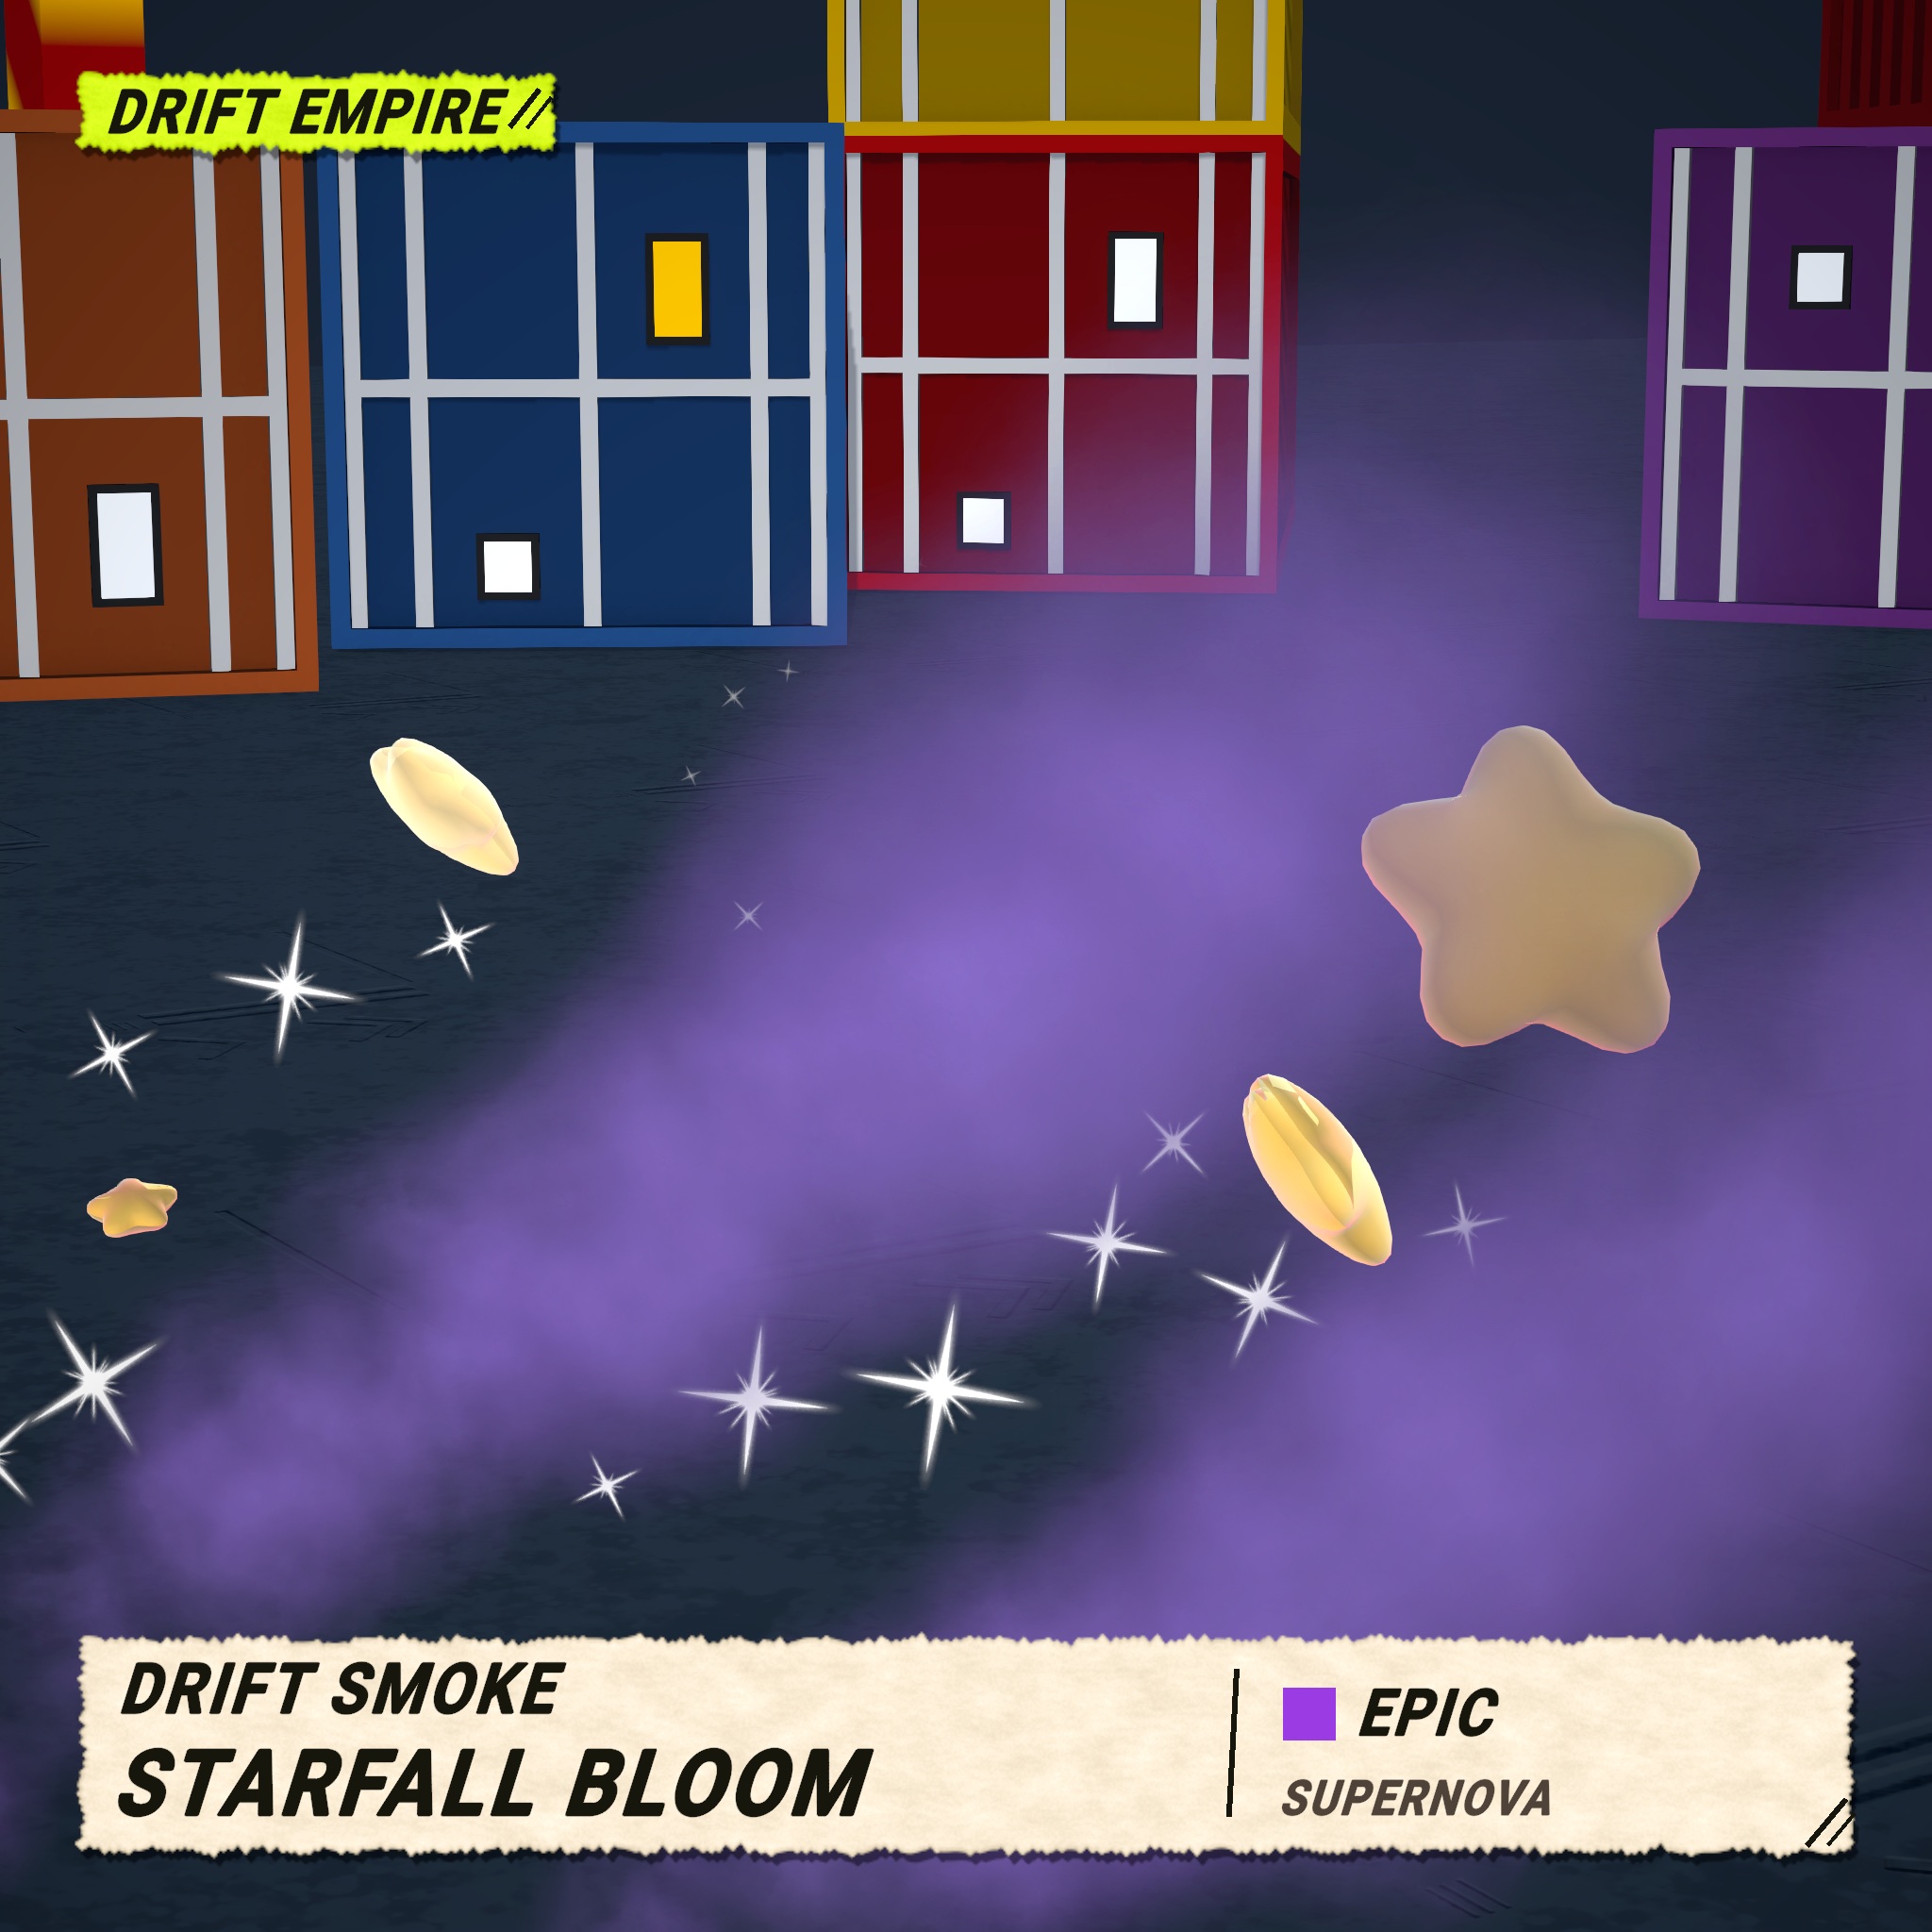 DRIFT EMPIRE//
DRIFT SMOKE
STARFALL BLOOM
EPIC
SUPERNOVA